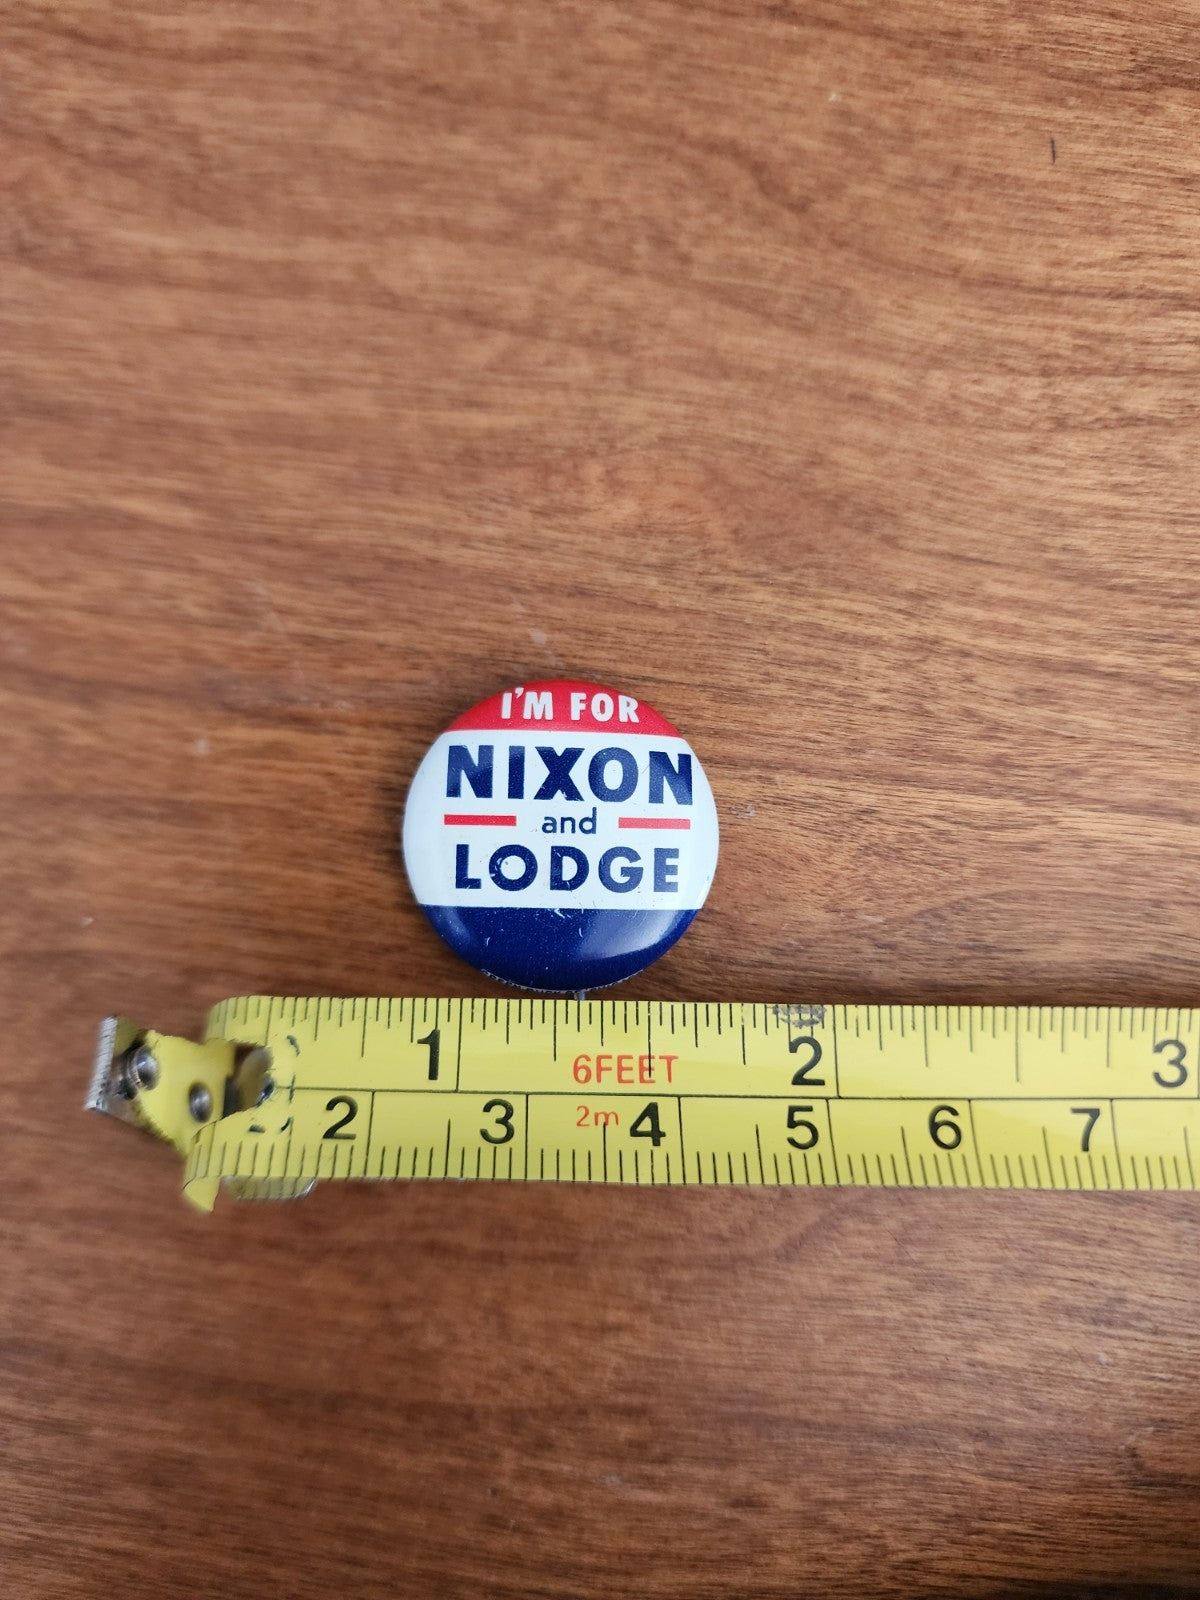 I'M FOR
NIXON
and
LODGE
1 2 3
6FEET
2m
2 3 4 5 6 7